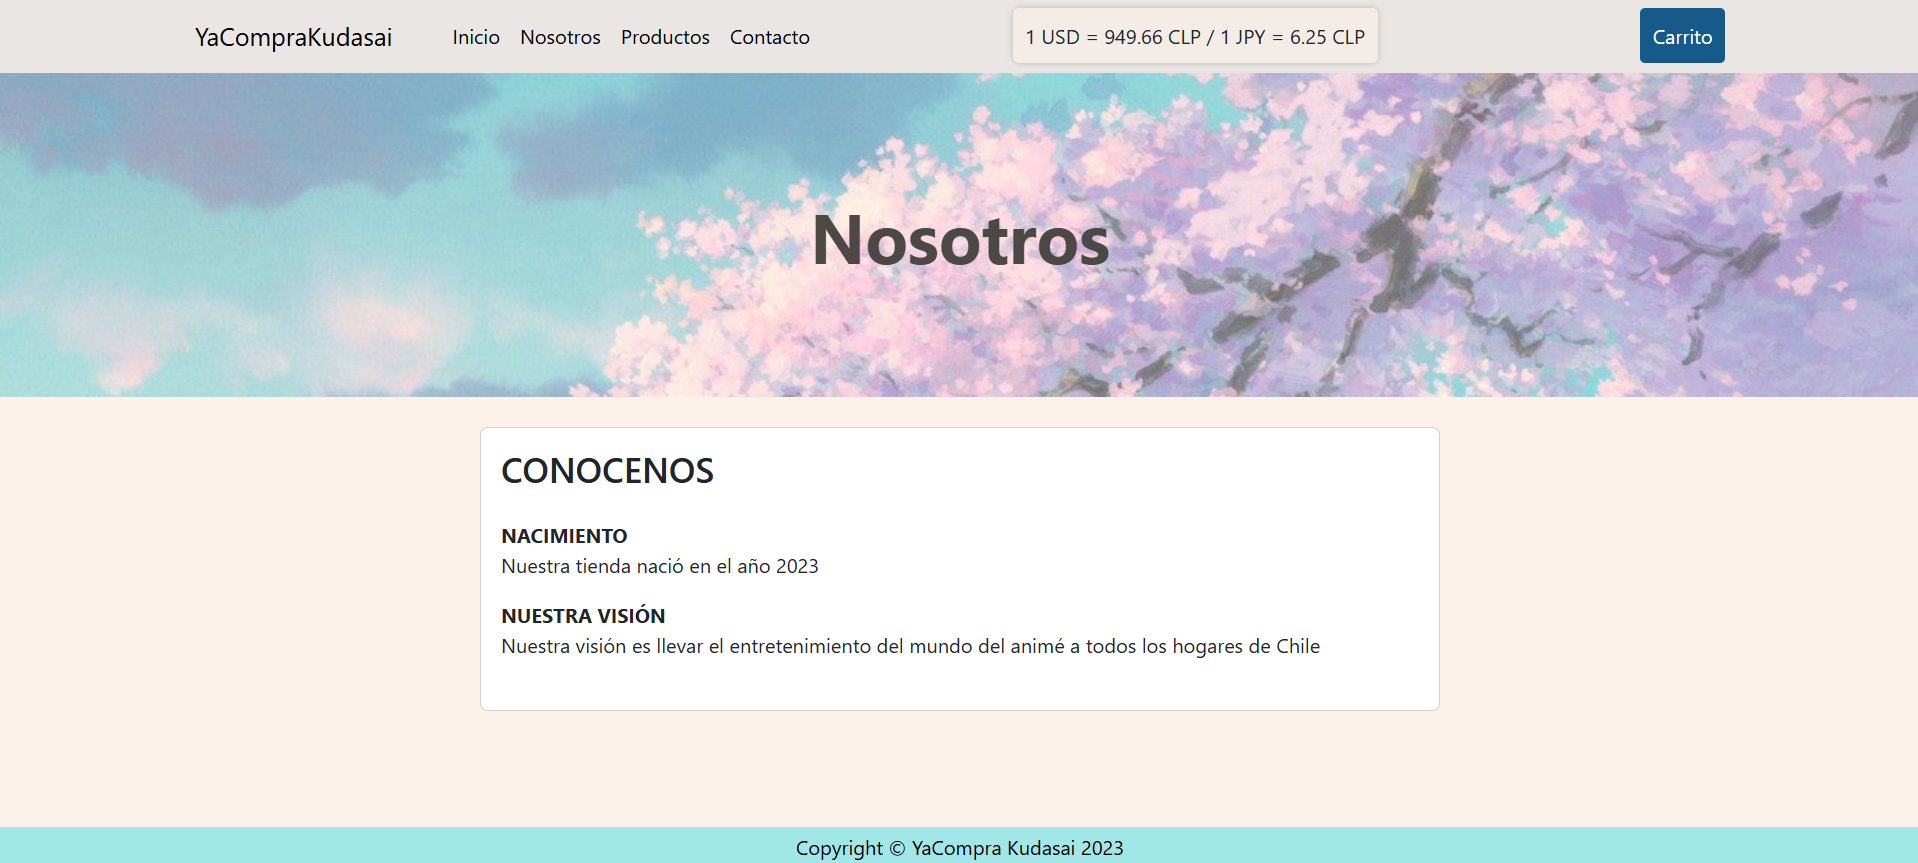 YaCompraKudasai
Inicio Nosotros Productos Contacto
1 USD = 949.66 CLP / 1 JPY = 6.25 CLP
Carrito
Nosotros
CONOCENOS
NACIMIENTO
Nuestra tienda nació en el año 2023
NUESTRA VISIÓN
Nuestra visión es llevar el entretenimiento del mundo del animé a todos los hogares de Chile
Copyright © YaCompra Kudasai 2023